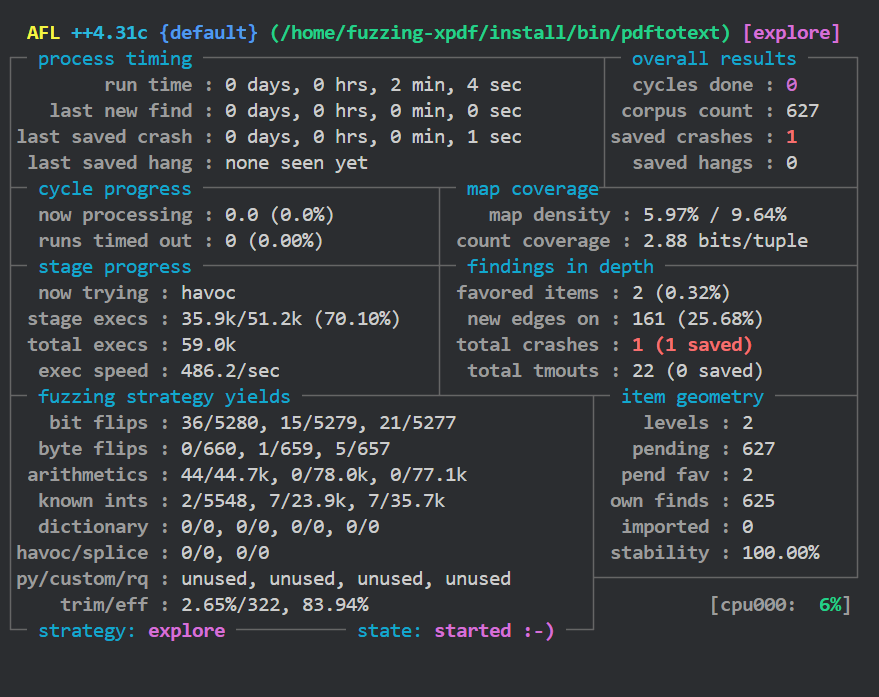 AFL ++4.31c {default} (/home/fuzzing-xpdf/install/bin/pdftotext) [explore]
process timing overall results
run time : 0 days, 0 hrs, 2 min, 4 sec cycles done : 0
last new find : 0 days, 0 hrs, 0 min, 0 sec corpus count : 627
last saved crash : 0 days, 0 hrs, 0 min, 1 sec saved crashes : 1
last saved hang : none seen yet saved hangs : 0
cycle progress map coverage
now processing : 0.0 (0.0%) map density : 5.97% / 9.64%
runs timed out : 0 (0.00%) count coverage : 2.88 bits/tuple
stage progress findings in depth
now trying : havoc favored items : 2 (0.32%)
stage execs : 35.9k/51.2k (70.10%) new edges on : 161 (25.68%)
total execs : 59.0k total crashes : 1 (1 saved)
exec speed : 486.2/sec total tmouts : 22 (0 saved)
fuzzing strategy yields item geometry
bit flips : 36/5280, 15/5279, 21/5277 levels : 2
byte flips : 0/660, 1/659, 5/657 pending : 627
arithmetics : 44/44.7k, 0/78.0k, 0/77.1k pend fav : 2
known ints : 2/5548, 7/23.9k, 7/35.7k own finds : 625
dictionary : 0/0, 0/0, 0/0, 0/0 imported : 0
havoc/splice : 0/0, 0/0 stability : 100.00%
py/custom/rq : unused, unused, unused, unused
trim/eff : 2.65%/322, 83.94% [cpu000: 6%]
strategy: explore state: started :-)